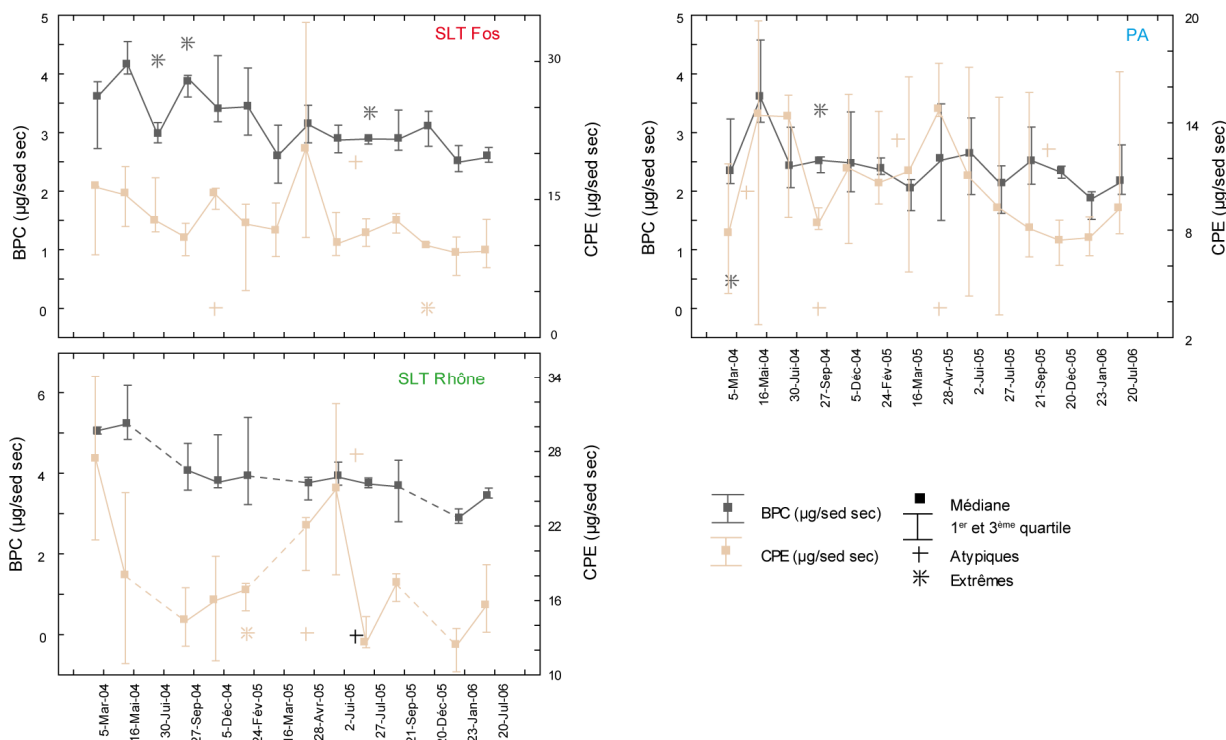 SLT Fos
5
4
3
2
1
0
BPC (µg/sed sec)
30
15
0
CPE (µg/sed sec)
PA
5
4
3
2
1
0
BPC (µg/sed sec)
20
14
8
2
CPE (µg/sed sec)
5-Mar-04
16-Mai-04
30-Jui-04
27-Sep-04
5-Déc-04
24-Fév-05
16-Mar-05
28-Avr-05
2-Jui-05
27-Jul-05
21-Sep-05
20-Déc-05
23-Jan-06
20-Jul-06
SLT Rhône
6
4
2
0
BPC (µg/sed sec)
34
28
22
16
10
CPE (µg/sed sec)
5-Mar-04
16-Mai-04
30-Jui-04
27-Sep-04
5-Déc-04
24-Fév-05
16-Mar-05
28-Avr-05
2-Jui-05
27-Jul-05
21-Sep-05
20-Déc-05
23-Jan-06
20-Jul-06
BPC (µg/sed sec)
CPE (µg/sed sec)
Médiane
1er et 3ème quartile
Atypiques
Extrêmes